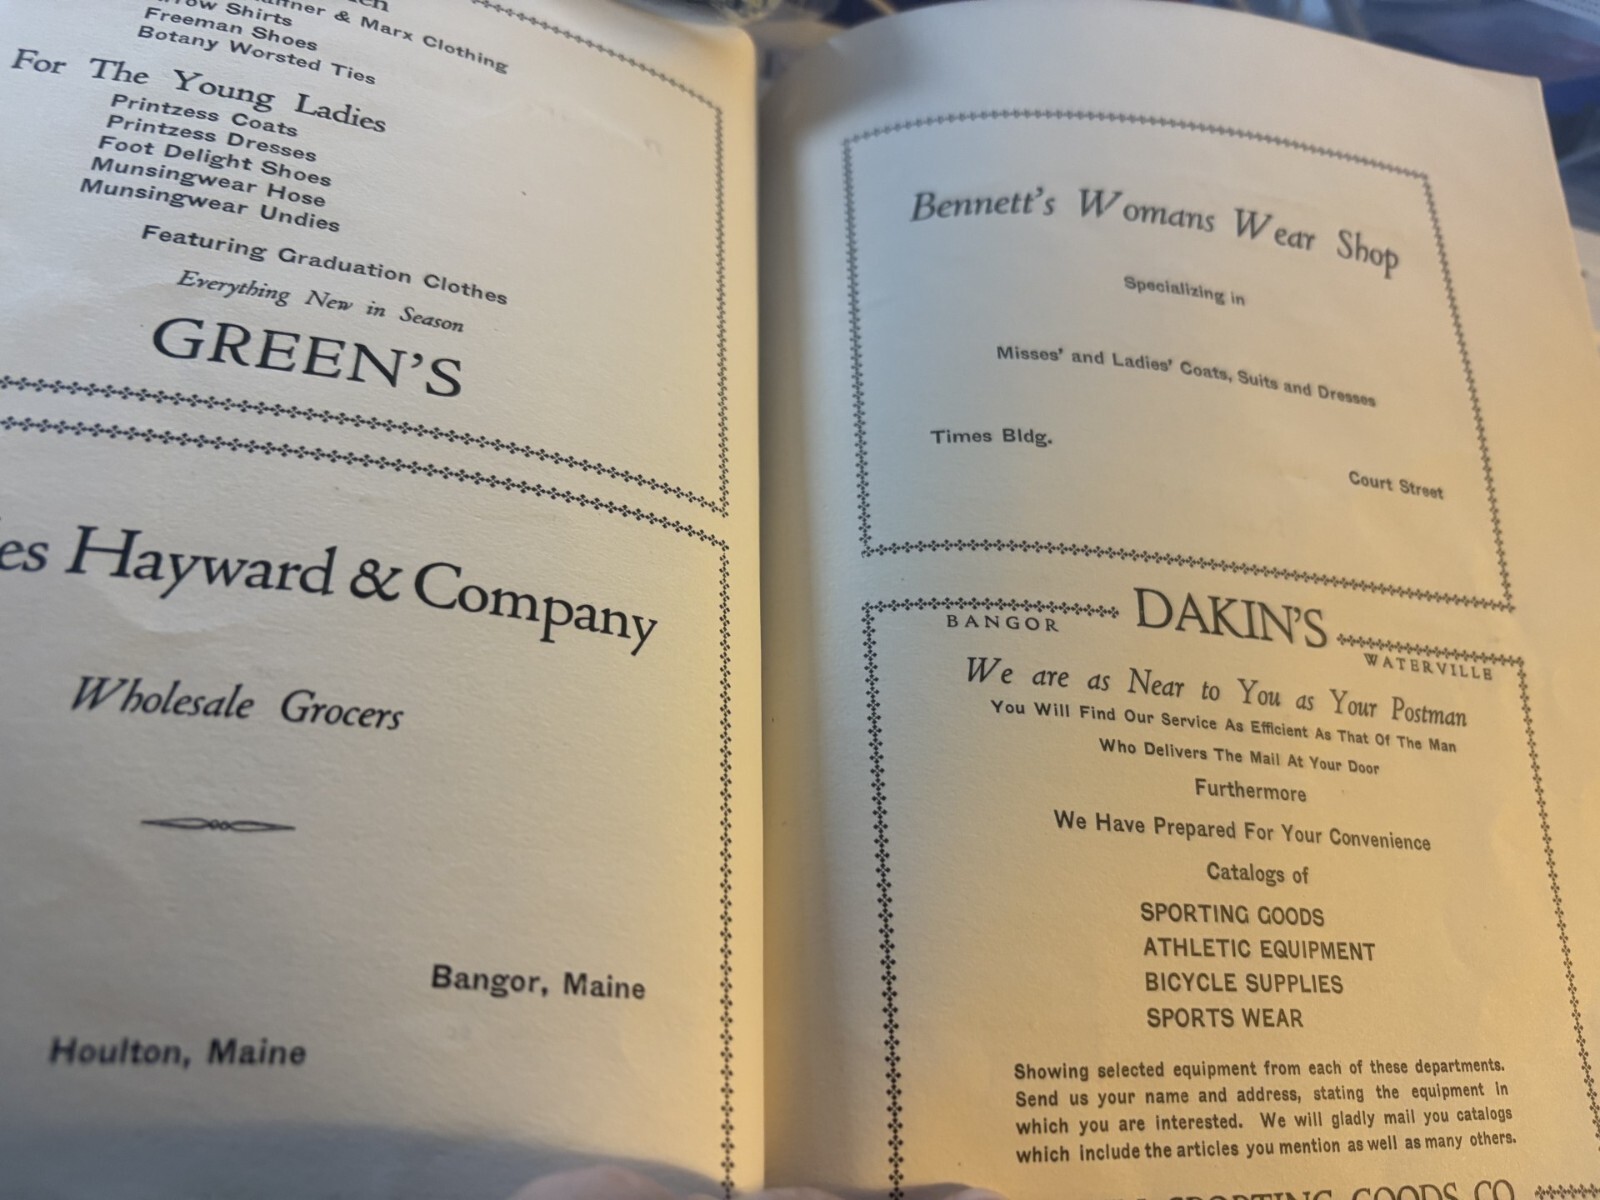 & Marx Clothing
Shirts
Freeman Shoes
Botany Worsted Ties
For The Young Ladies
Printzess Coats
Printzess Dresses
Foot Delight Shoes
Munsingwear Hose
Munsingwear Undies
Featuring Graduation Clothes
Everything New in Season
GREEN'S
Hayward & Company
Wholesale Grocers
Bangor, Maine
Houlton, Maine
Bennett's Womans Wear Shop
Specializing in
Misses' and Ladies' Coats, Suits and Dresses
Times Bldg.
Court Street
DAKIN'S
BANGOR
WATERVILLE
We are as Near to You as Your Postman
You Will Find Our Service As Efficient As That Of The Man
Who Delivers The Mail At Your Door
Furthermore
We Have Prepared For Your Convenience
Catalogs of
SPORTING GOODS
ATHLETIC EQUIPMENT
BICYCLE SUPPLIES
SPORTS WEAR
Showing selected equipment from each of these departments.
Send us your name and address, stating the equipment in
which you are interested. We will gladly mail you catalogs
which include the articles you mention as well as many others.
SPORTING GOODS CO